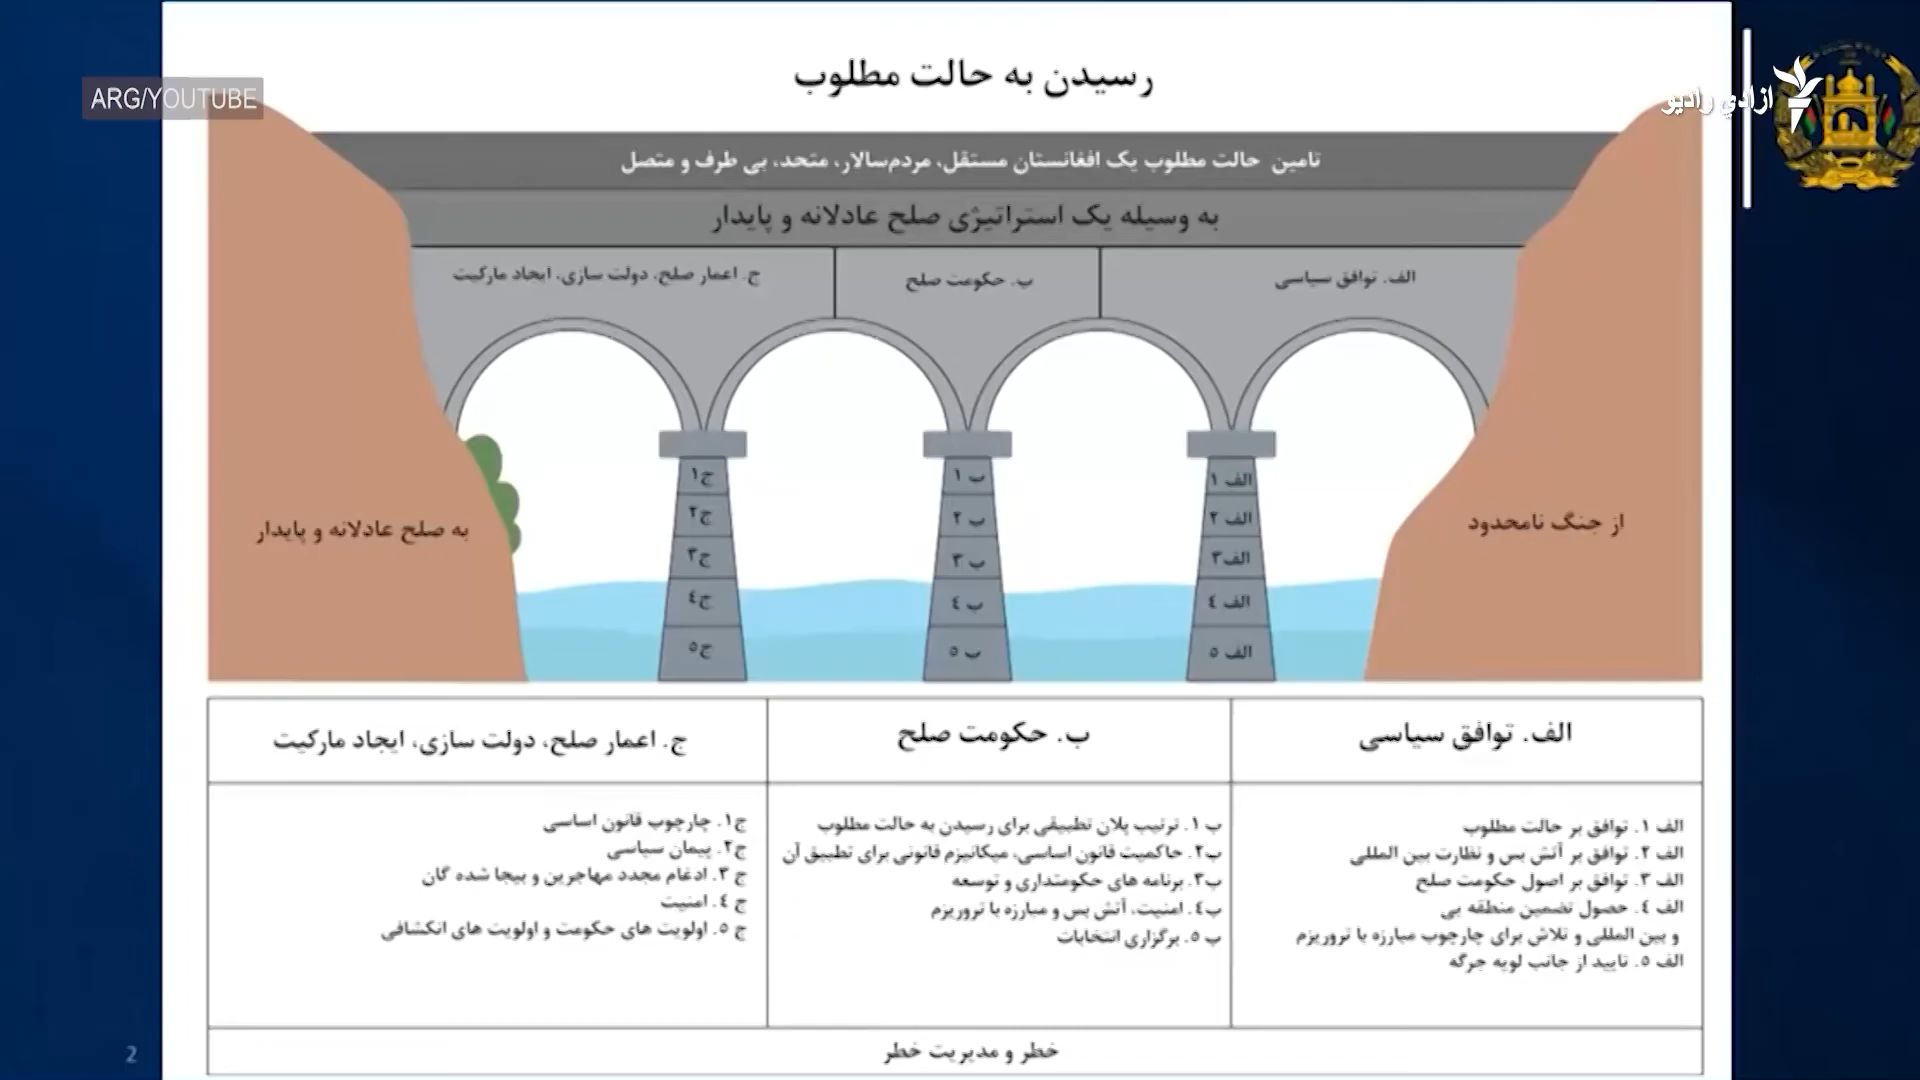 رسیدن به حالت مطلوب
ARG/YOUTUBE
ازادي راديو
تامین حالت مطلوب یک افغانستان مستقل، مردم‌سالار، متحد، بی طرف و متصل
به وسیله یک استراتیژی صلح عادلانه و پایدار
الف. توافق سیاسی
ب. حکومت صلح
ج. اعمار صلح، دولت سازی، ایجاد مارکیت
الف ۱
الف ۲
الف۳
الف ٤
الف ٥
ب ۱
ب ۲
ب ۳
ب ٤
ب ٥
ج۱
ج۲
ج۳
ج٤
ج٥
از جنگ نامحدود
به صلح عادلانه و پایدار
الف. توافق سیاسی
الف ۱. توافق بر حالت مطلوب
الف ۲. توافق بر آتش بس و نظارت بین المللی
الف ۳. توافق بر اصول حکومت صلح
الف ٤. حصول تضمین منطقه یی
و بین المللی و تلاش برای چارچوب مبارزه با تروریزم
الف ٥. تایید از جانب لویه جرگه
ب. حکومت صلح
ب ۱. ترتیب پلان تطبیقی برای رسیدن به حالت مطلوب
ب۲. حاکمیت قانون اساسی، میکانیزم قانونی برای تطبیق آن
ب۳. برنامه های حکومتداری و توسعه
ب٤. امنیت، آتش بس و مبارزه با تروریزم
ب ٥. برگزاری انتخابات
ج. اعمار صلح، دولت سازی، ایجاد مارکیت
ج۱. چارچوب قانون اساسی
ج۲. پیمان سیاسی
ج ۳. ادغام مجدد مهاجرین و بیجا شده گان
ج ٤. امنیت
ج ٥. اولویت های حکومت و اولویت های انکشافی
خطر و مدیریت خطر
2